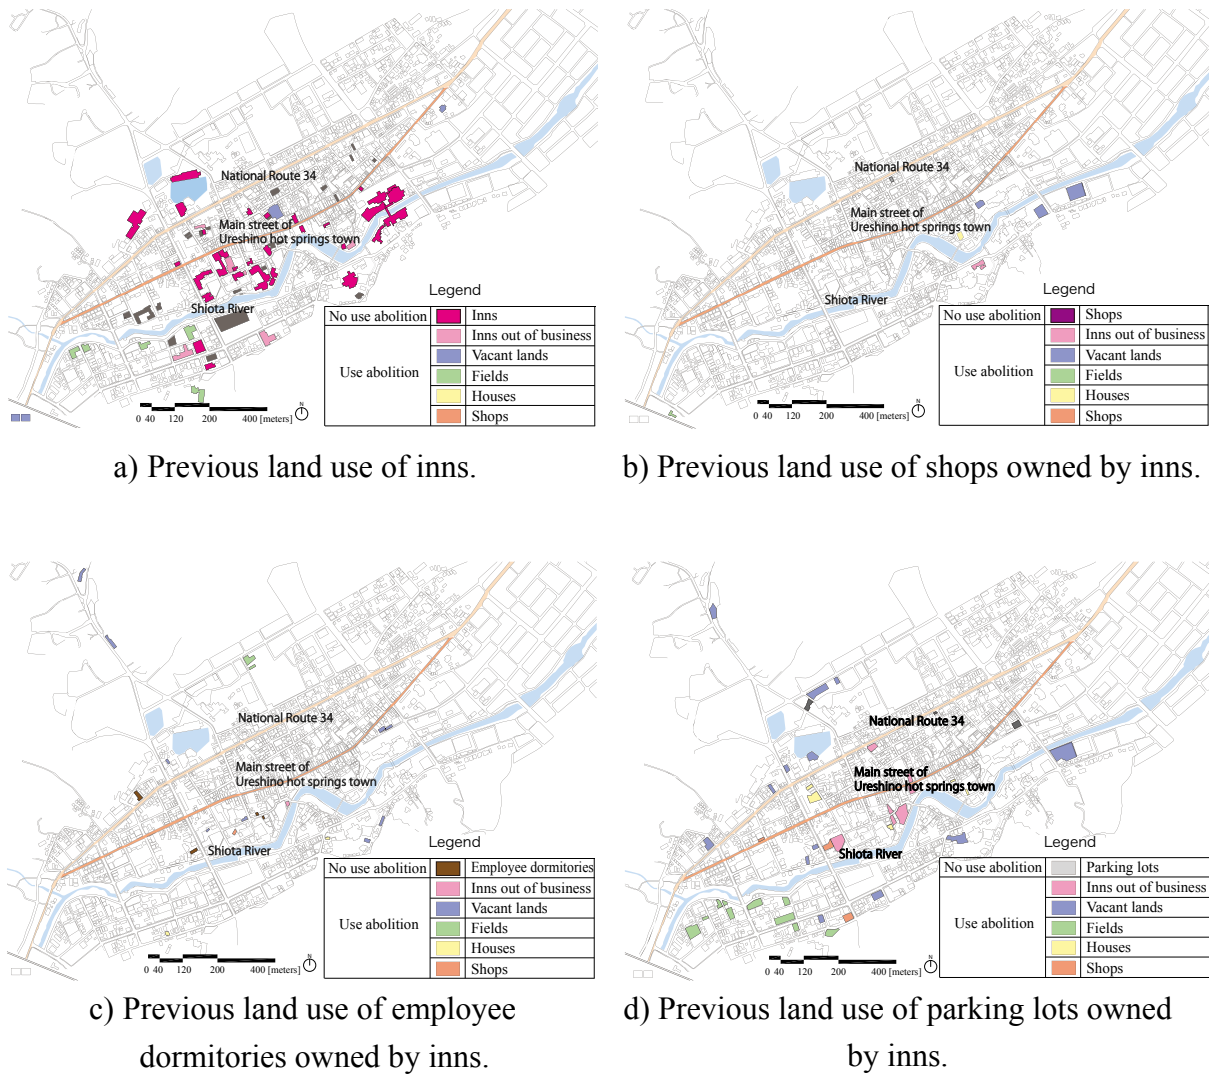 National Route 34
Main street of
Ureshino hot springs town
Shiota River
Legend
No use abolition
Inns
Use abolition
Inns out of business
Vacant lands
Fields
Houses
Shops
0 40 120 200 400 [meters]
N
a) Previous land use of inns.
National Route 34
Main street of
Ureshino hot springs town
Shiota River
Legend
No use abolition
Shops
Use abolition
Inns out of business
Vacant lands
Fields
Houses
Shops
0 40 120 200 400 [meters]
N
b) Previous land use of shops owned by inns.
National Route 34
Main street of
Ureshino hot springs town
Shiota River
Legend
No use abolition
Employee dormitories
Use abolition
Inns out of business
Vacant lands
Fields
Houses
Shops
0 40 120 200 400 [meters]
N
c) Previous land use of employee
dormitories owned by inns.
National Route 34
Main street of
Ureshino hot springs town
Shiota River
Legend
No use abolition
Parking lots
Use abolition
Inns out of business
Vacant lands
Fields
Houses
Shops
0 40 120 200 400 [meters]
N
d) Previous land use of parking lots owned
by inns.